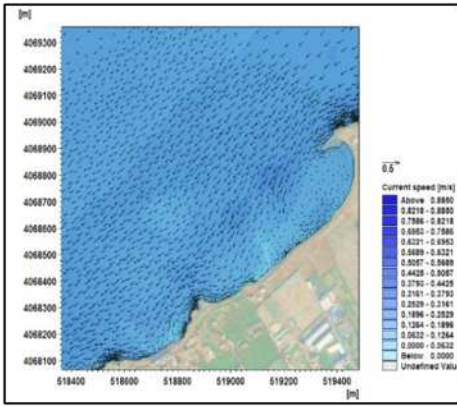 [m]
4069300
4069200
4069100
4069000
4068900
4068800
4068700
4068600
4068500
4068400
4068300
4068200
4068100
518400
518600
518800
519000
519200
519400
[m]
0.5
Current speed [m/s]
Above 0.8850
0.8218 - 0.8850
0.7586 - 0.8218
0.6953 - 0.7586
0.6321 - 0.6953
0.5689 - 0.6321
0.5057 - 0.5689
0.4425 - 0.5057
0.3793 - 0.4425
0.3161 - 0.3793
0.2529 - 0.3161
0.1896 - 0.2529
0.1264 - 0.1896
0.0632 - 0.1264
0.0000 - 0.0632
Below 0.0000
Undefined Value